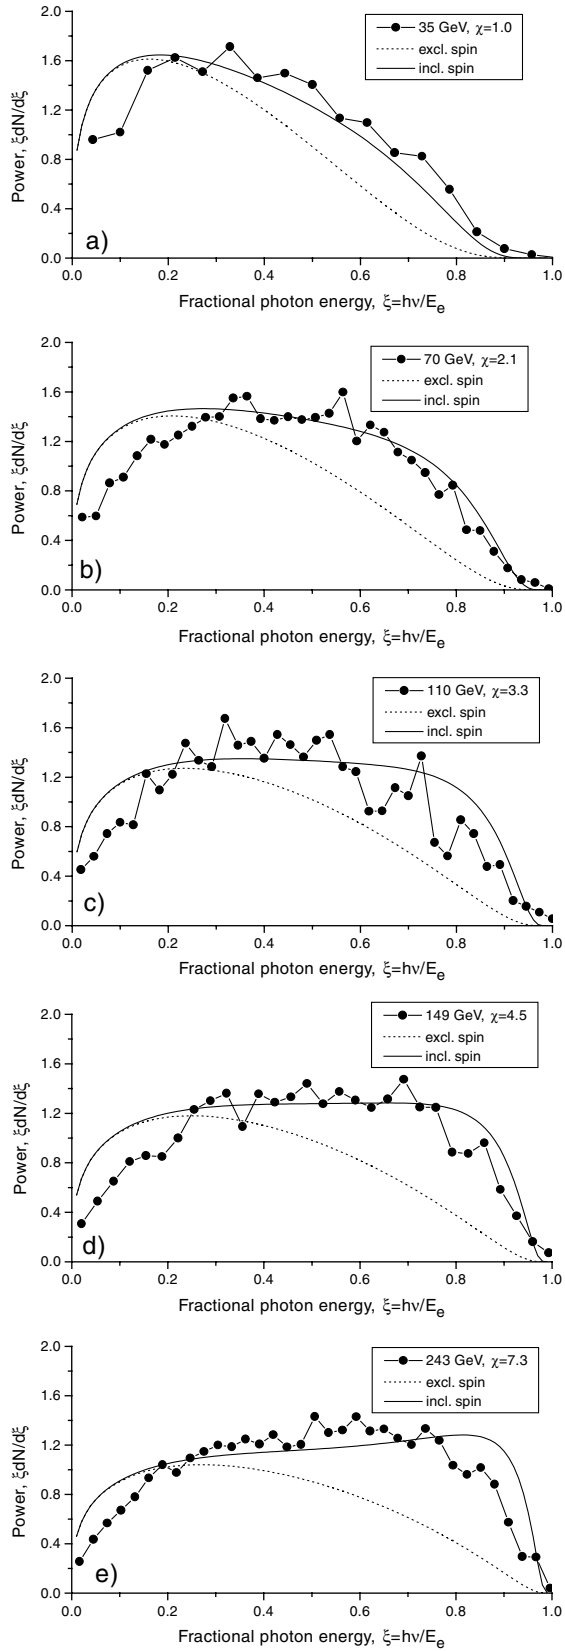 2.0
1.6
1.2
0.8
0.4
0.0
Power, ξdN/dξ
35 GeV, χ=1.0
excl. spin
incl. spin
a)
0.0 0.2 0.4 0.6 0.8 1.0
Fractional photon energy, ξ=hν/Ee
2.0
1.6
1.2
0.8
0.4
0.0
Power, ξdN/dξ
70 GeV, χ=2.1
excl. spin
incl. spin
b)
0.0 0.2 0.4 0.6 0.8 1.0
Fractional photon energy, ξ=hν/Ee
2.0
1.6
1.2
0.8
0.4
0.0
Power, ξdN/dξ
110 GeV, χ=3.3
excl. spin
incl. spin
c)
0.0 0.2 0.4 0.6 0.8 1.0
Fractional photon energy, ξ=hν/Ee
2.0
1.6
1.2
0.8
0.4
0.0
Power, ξdN/dξ
149 GeV, χ=4.5
excl. spin
incl. spin
d)
0.0 0.2 0.4 0.6 0.8 1.0
Fractional photon energy, ξ=hν/Ee
2.0
1.6
1.2
0.8
0.4
0.0
Power, ξdN/dξ
243 GeV, χ=7.3
excl. spin
incl. spin
e)
0.0 0.2 0.4 0.6 0.8 1.0
Fractional photon energy, ξ=hν/Ee